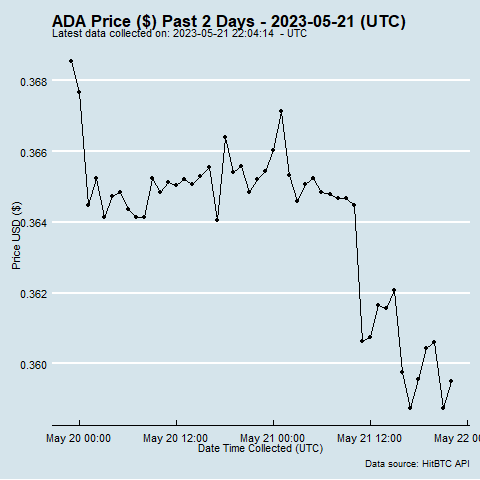 ADA Price ($) Past 2 Days - 2023-05-21 (UTC)
Latest data collected on: 2023-05-21 22:04:14  - UTC
0.368
0.366
0.364
0.362
0.360
Price USD ($)
May 20 00:00
May 20 12:00
May 21 00:00
May 21 12:00
May 22 00
Date Time Collected (UTC)
Data source: HitBTC API